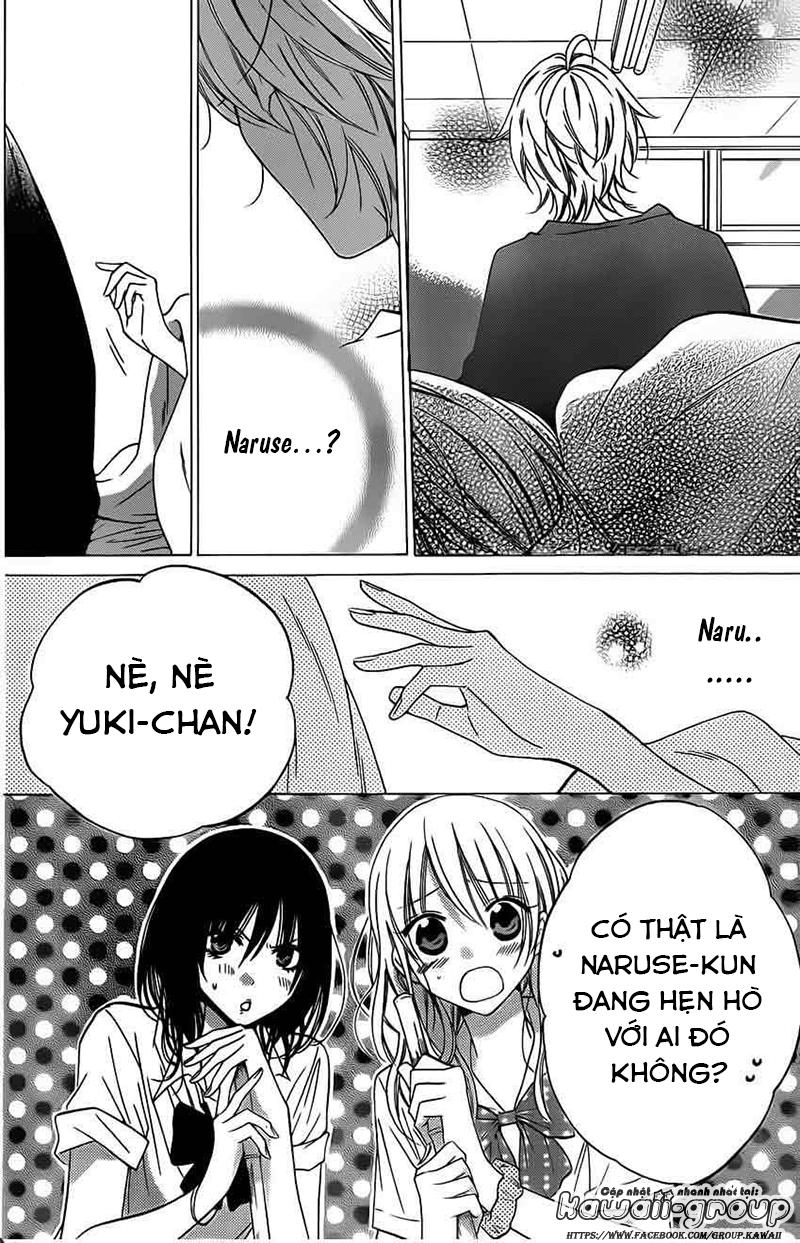 Naruse...?
Naru..
.....
NÈ, NÈ
YUKI-CHAN!
CÓ THẬT LÀ
NARUSE-KUN
ĐANG HẸN HÒ
VỚI AI ĐÓ
KHÔNG?
Cập nhật nhanh nhất tại:
Kawaii-group
HTTPS://WWW.FACEBOOK.COM/GROUP.KAWAII